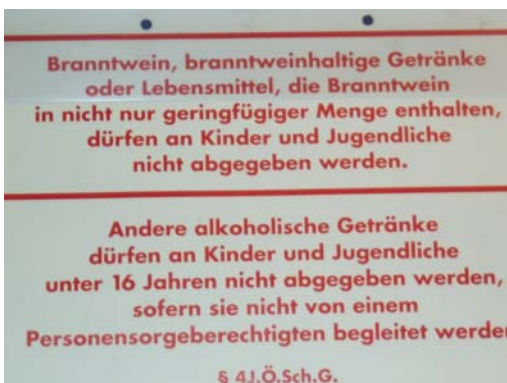 Branntwein, branntweinhaltige Getränke
oder Lebensmittel, die Branntwein
in nicht nur geringfügiger Menge enthalten,
dürfen an Kinder und Jugendliche
nicht abgegeben werden.
Andere alkoholische Getränke
dürfen an Kinder und Jugendliche
unter 16 Jahren nicht abgegeben werden,
sofern sie nicht von einem
Personensorgeberechtigten begleitet werde
§ 4J.Ö.Sch.G.